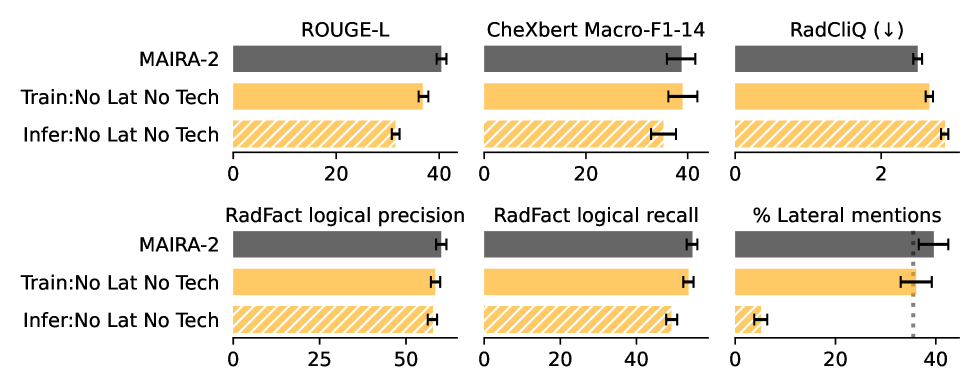 ROUGE-L
CheXbert Macro-F1-14
RadCliQ (↓)
MAIRA-2
Train:No Lat No Tech
Infer:No Lat No Tech
0 20 40
0 20 40
0 2
RadFact logical precision
RadFact logical recall
% Lateral mentions
MAIRA-2
Train:No Lat No Tech
Infer:No Lat No Tech
0 25 50
0 20 40
0 20 40